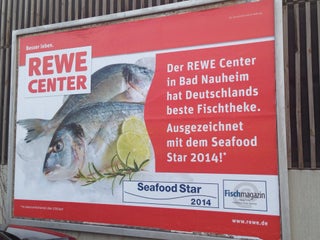 Besser leben.
REWE
CENTER
Der REWE Center
in Bad Nauheim
hat Deutschlands
beste Fischtheke.
Ausgezeichnet
mit dem Seafood
Star 2014!*
Seafood Star
2014
Fischmagazin
www.rewe.de